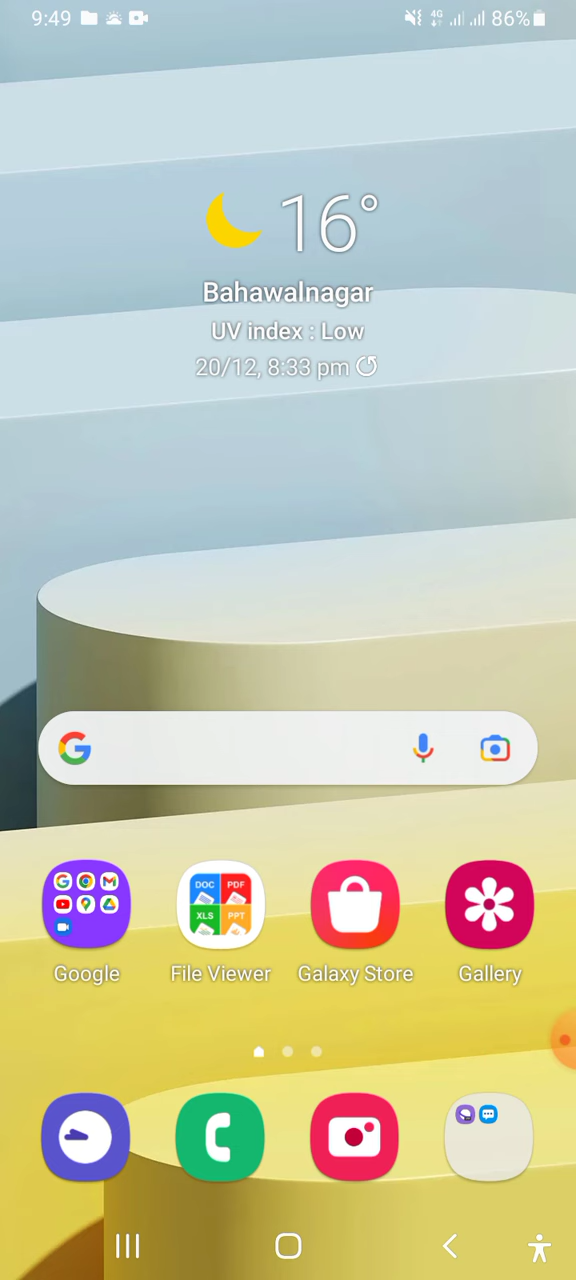 9:49 4G 86%
16°
Bahawalnagar
UV index : Low
20/12, 8:33 pm
G
DOC PDF
XLS PPT
Google File Viewer Galaxy Store Gallery